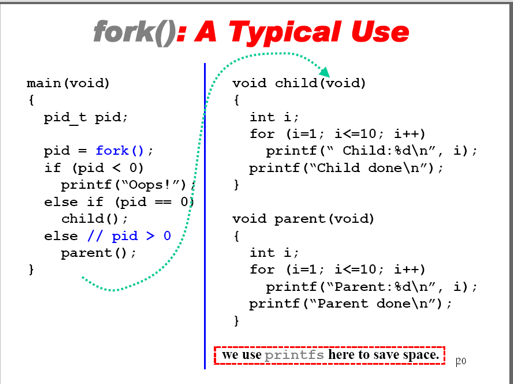 fork(): A Typical Use
main(void)
{
  pid_t pid;

  pid = fork();
  if (pid < 0)
    printf(“Oops!”);
  else if (pid == 0)
    child();
  else // pid > 0
    parent();
}
void child(void)
{
  int i;
  for (i=1; i<=10; i++)
    printf(“ Child:%d\n”, i);
  printf(“Child done\n”);
}

void parent(void)
{
  int i;
  for (i=1; i<=10; i++)
    printf(“Parent:%d\n”, i);
  printf(“Parent done\n”);
}
we use printfs here to save space.
20